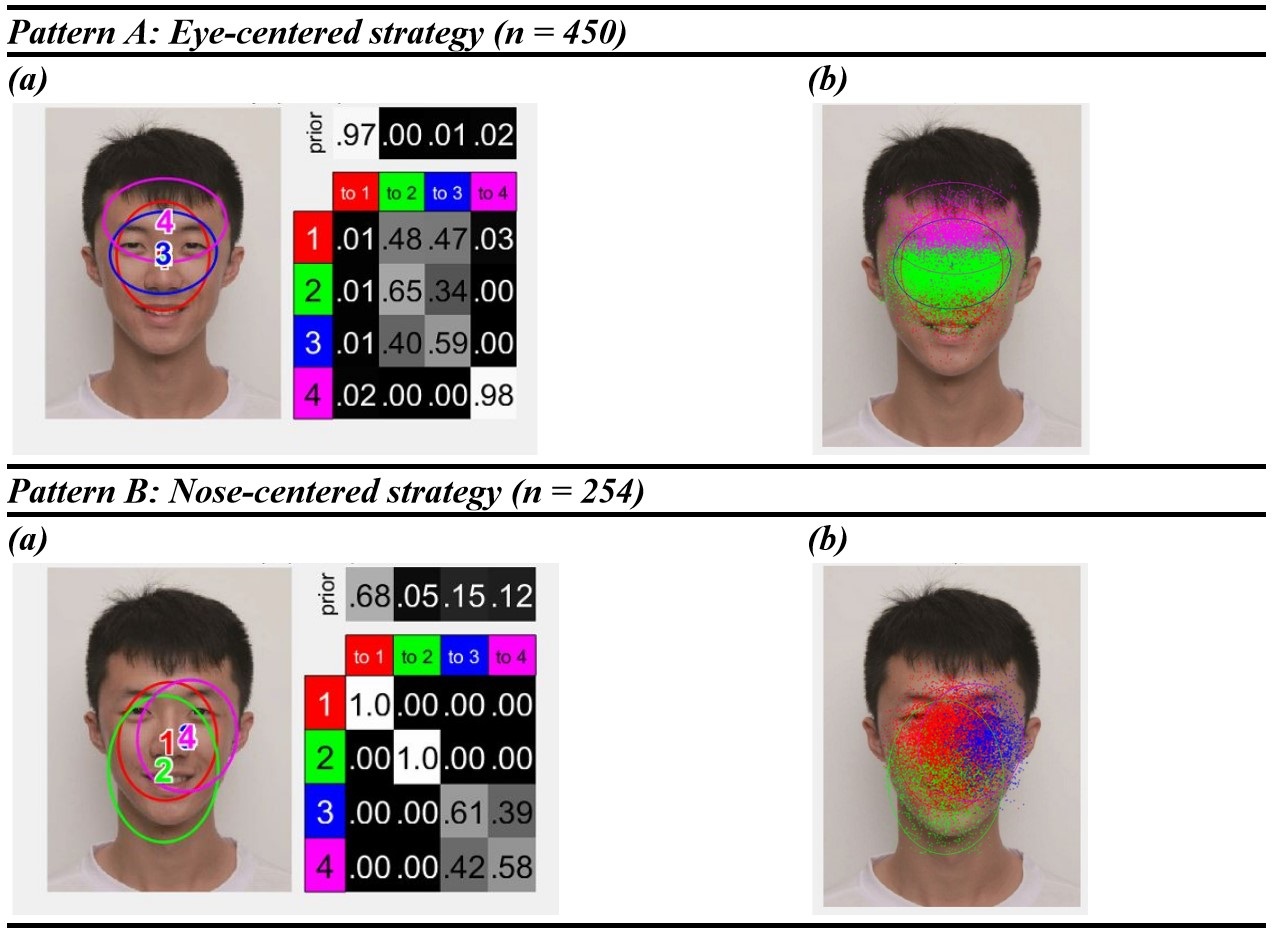 Pattern A: Eye-centered strategy (n = 450)
(a) (b)
prior .97 .00 .01 .02
to 1 to 2 to 3 to 4
1 .01 .48 .47 .03
2 .01 .65 .34 .00
3 .01 .40 .59 .00
4 .02 .00 .00 .98
4
3
Pattern B: Nose-centered strategy (n = 254)
(a) (b)
prior .68 .05 .15 .12
to 1 to 2 to 3 to 4
1 1.0 .00 .00 .00
2 .00 1.0 .00 .00
3 .00 .00 .61 .39
4 .00 .00 .42 .58
1 4
2